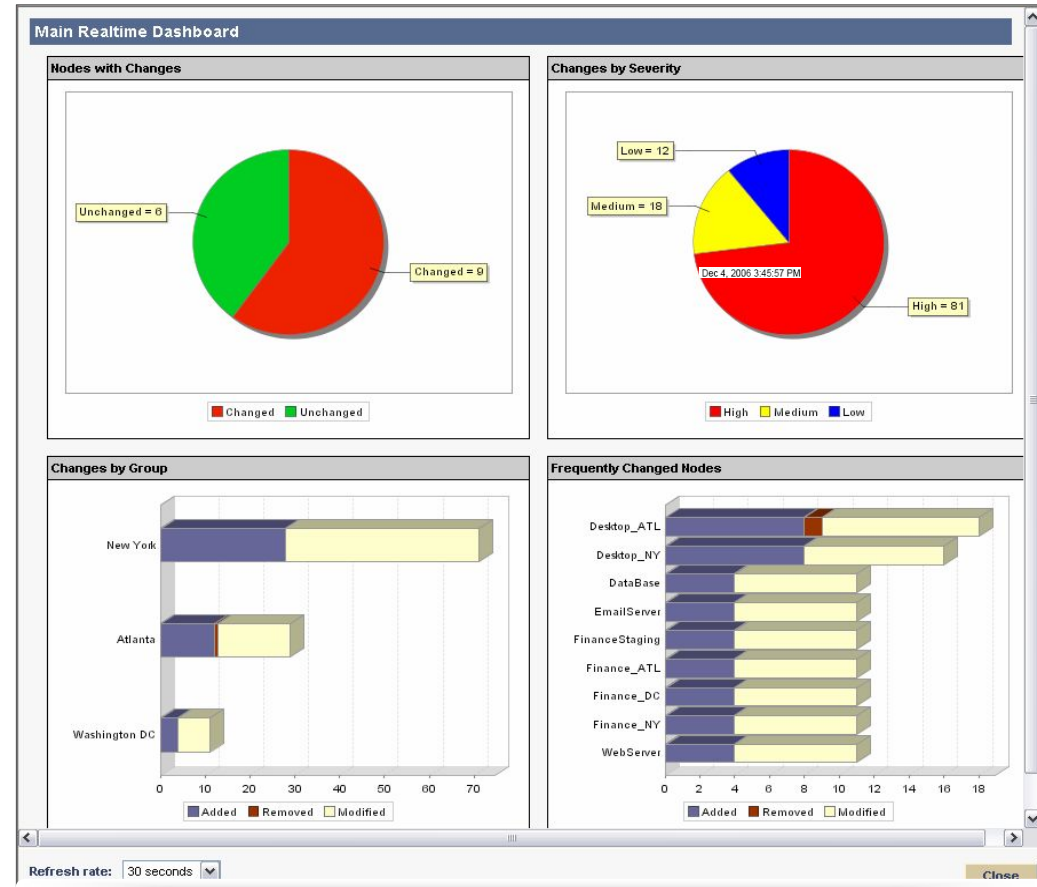 Main Realtime Dashboard
Nodes with Changes
Unchanged = 6
Changed = 9
Changed Unchanged
Changes by Severity
Low = 12
Medium = 18
Dec 4, 2006 3:45:57 PM
High = 81
High Medium Low
Changes by Group
New York
Atlanta
Washington DC
0 10 20 30 40 50 60 70
Added Removed Modified
Frequently Changed Nodes
Desktop_ATL
Desktop_NY
DataBase
EmailServer
FinanceStaging
Finance_ATL
Finance_DC
Finance_NY
WebServer
0 2 4 6 8 10 12 14 16 18
Added Removed Modified
Refresh rate: 30 seconds
Close